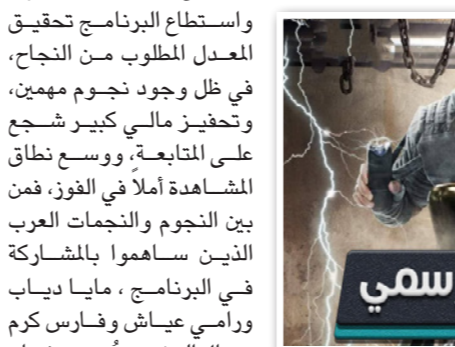 واستطاع البرنامج تحقيق
المعدل المطلوب من النجاح،
في ظل وجود نجوم مهمين،
وتحفيز مالي كبير شجع
على المتابعة، ووسع نطاق
المشاهدة أملاً في الفوز، فمن
بين النجوم والنجمات العرب
الذين ساهموا بالمشاركة
في البرنامج ، مايا دياب
ورامي عياش وفارس كرم
سمي